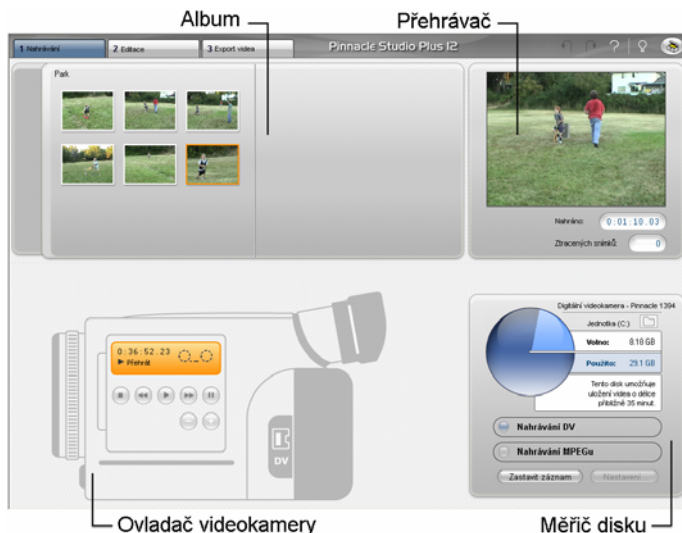 Album
Přehrávač
1 Nahrávání
2 Editace
3 Export videa
Pinnacle Studio Plus 12
?
Park
Nahráno: 0:01:10.03
Ztracených snímků: 0
Digitální videokamera - Pinnacle 1394
Jednotka (C:)
Volno: 8.18 GB
Použito: 29.1 GB
Tento disk umožňuje
uložení videa o délce
přibližně 35 minut.
0:36:52.23
Přehrát
DV
Nahrávání DV
Nahrávání MPEGu
Zastavit záznam
Nastavení
Ovladač videokamery
Měřič disku